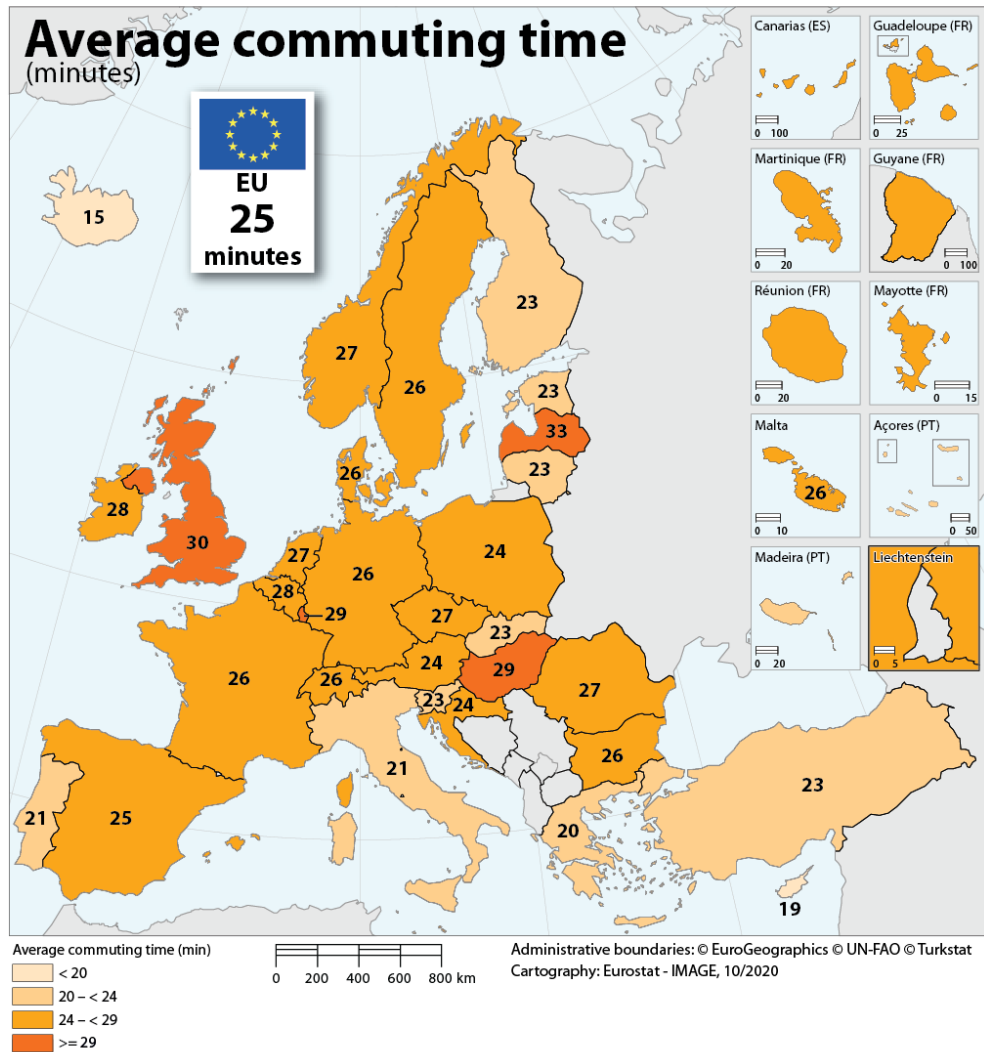 Average commuting time
(minutes)
EU
25
minutes
Canarias (ES)
0 100
Guadeloupe (FR)
0 25
Martinique (FR)
0 20
Guyane (FR)
0 100
Réunion (FR)
0 20
Mayotte (FR)
0 15
Malta
26
0 10
Açores (PT)
0 50
Madeira (PT)
0 20
Liechtenstein
0 5
15
23
27
26
23
33
23
26
28
30
27
28
29
26
24
27
23
24
29
26
26
23
24
27
26
21
21
25
20
23
19
Average commuting time (min)
< 20
20 – < 24
24 – < 29
>= 29
0 200 400 600 800 km
Administrative boundaries: © EuroGeographics © UN-FAO © Turkstat
Cartography: Eurostat - IMAGE, 10/2020